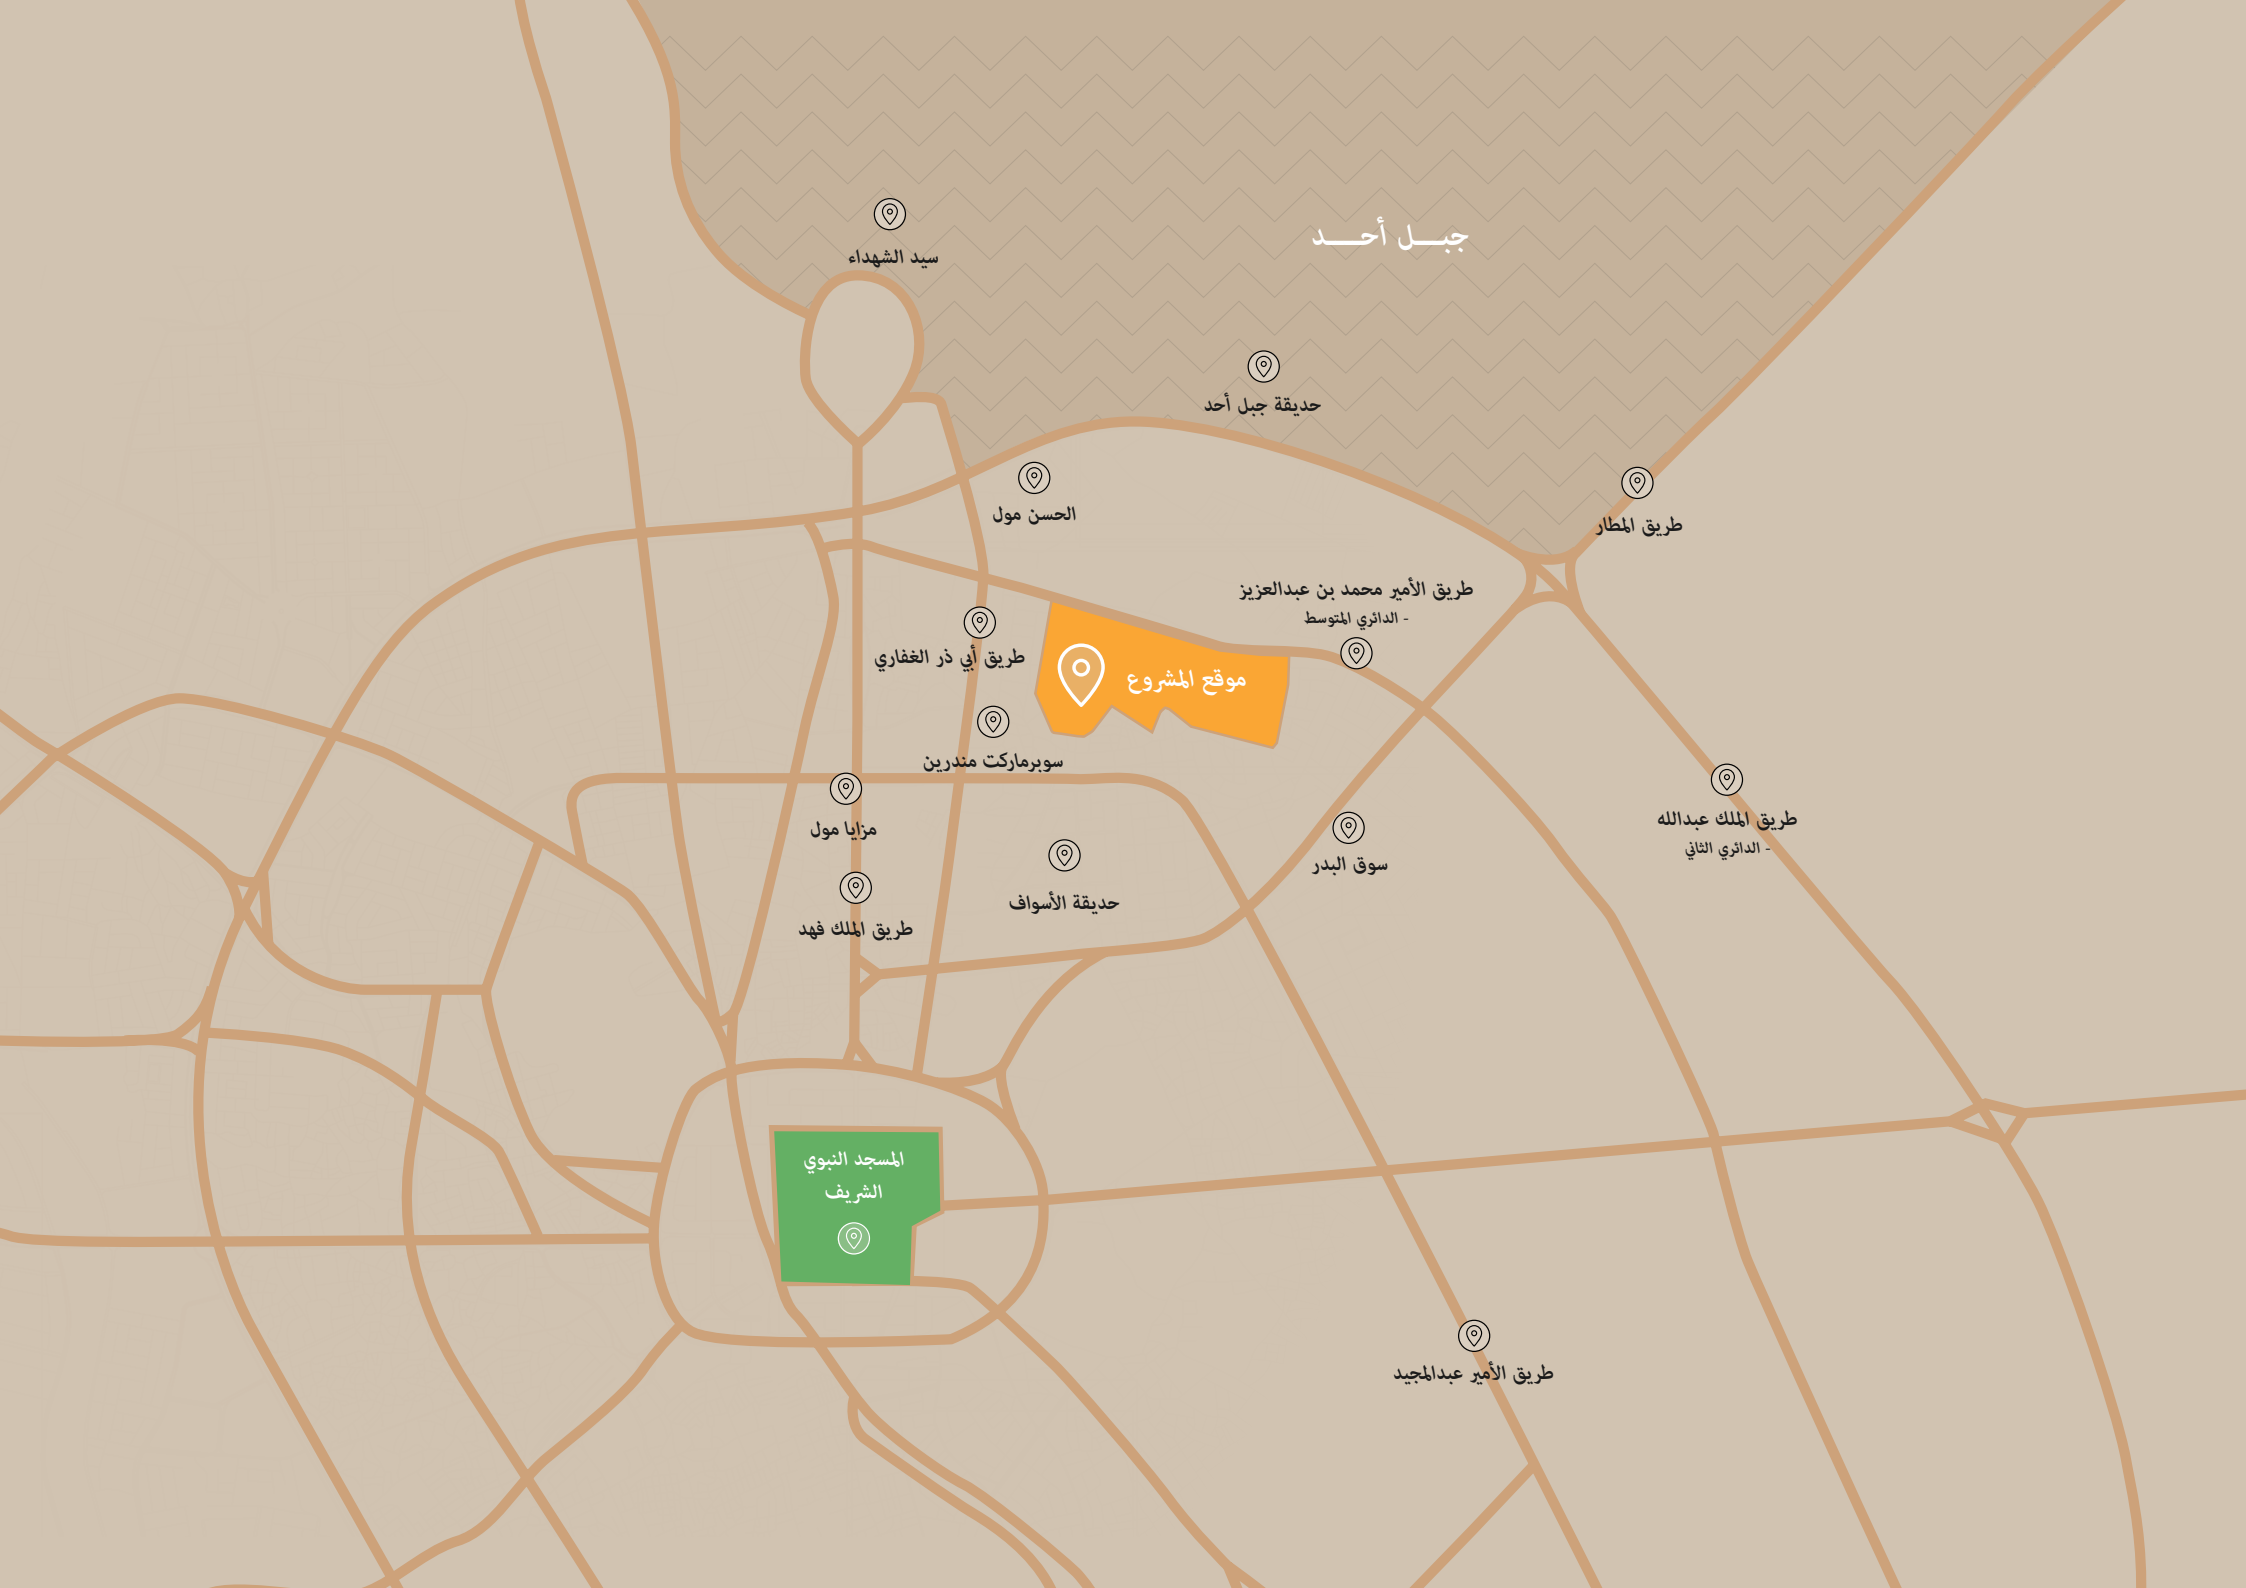 جبـــل أحـــــد
سيد الشهداء
حديقة جبل أحد
الحسن مول
طريق المطار
طريق الأمير محمد بن عبدالعزيز
- الدائري المتوسط
طريق أبي ذر الغفاري
موقع المشروع
سوبرماركت مندرين
مزايا مول
طريق الملك عبدالله
- الدائري الثاني
سوق البدر
حديقة الأسواف
طريق الملك فهد
المسجد النبوي
الشريف
طريق الأمير عبدالمجيد